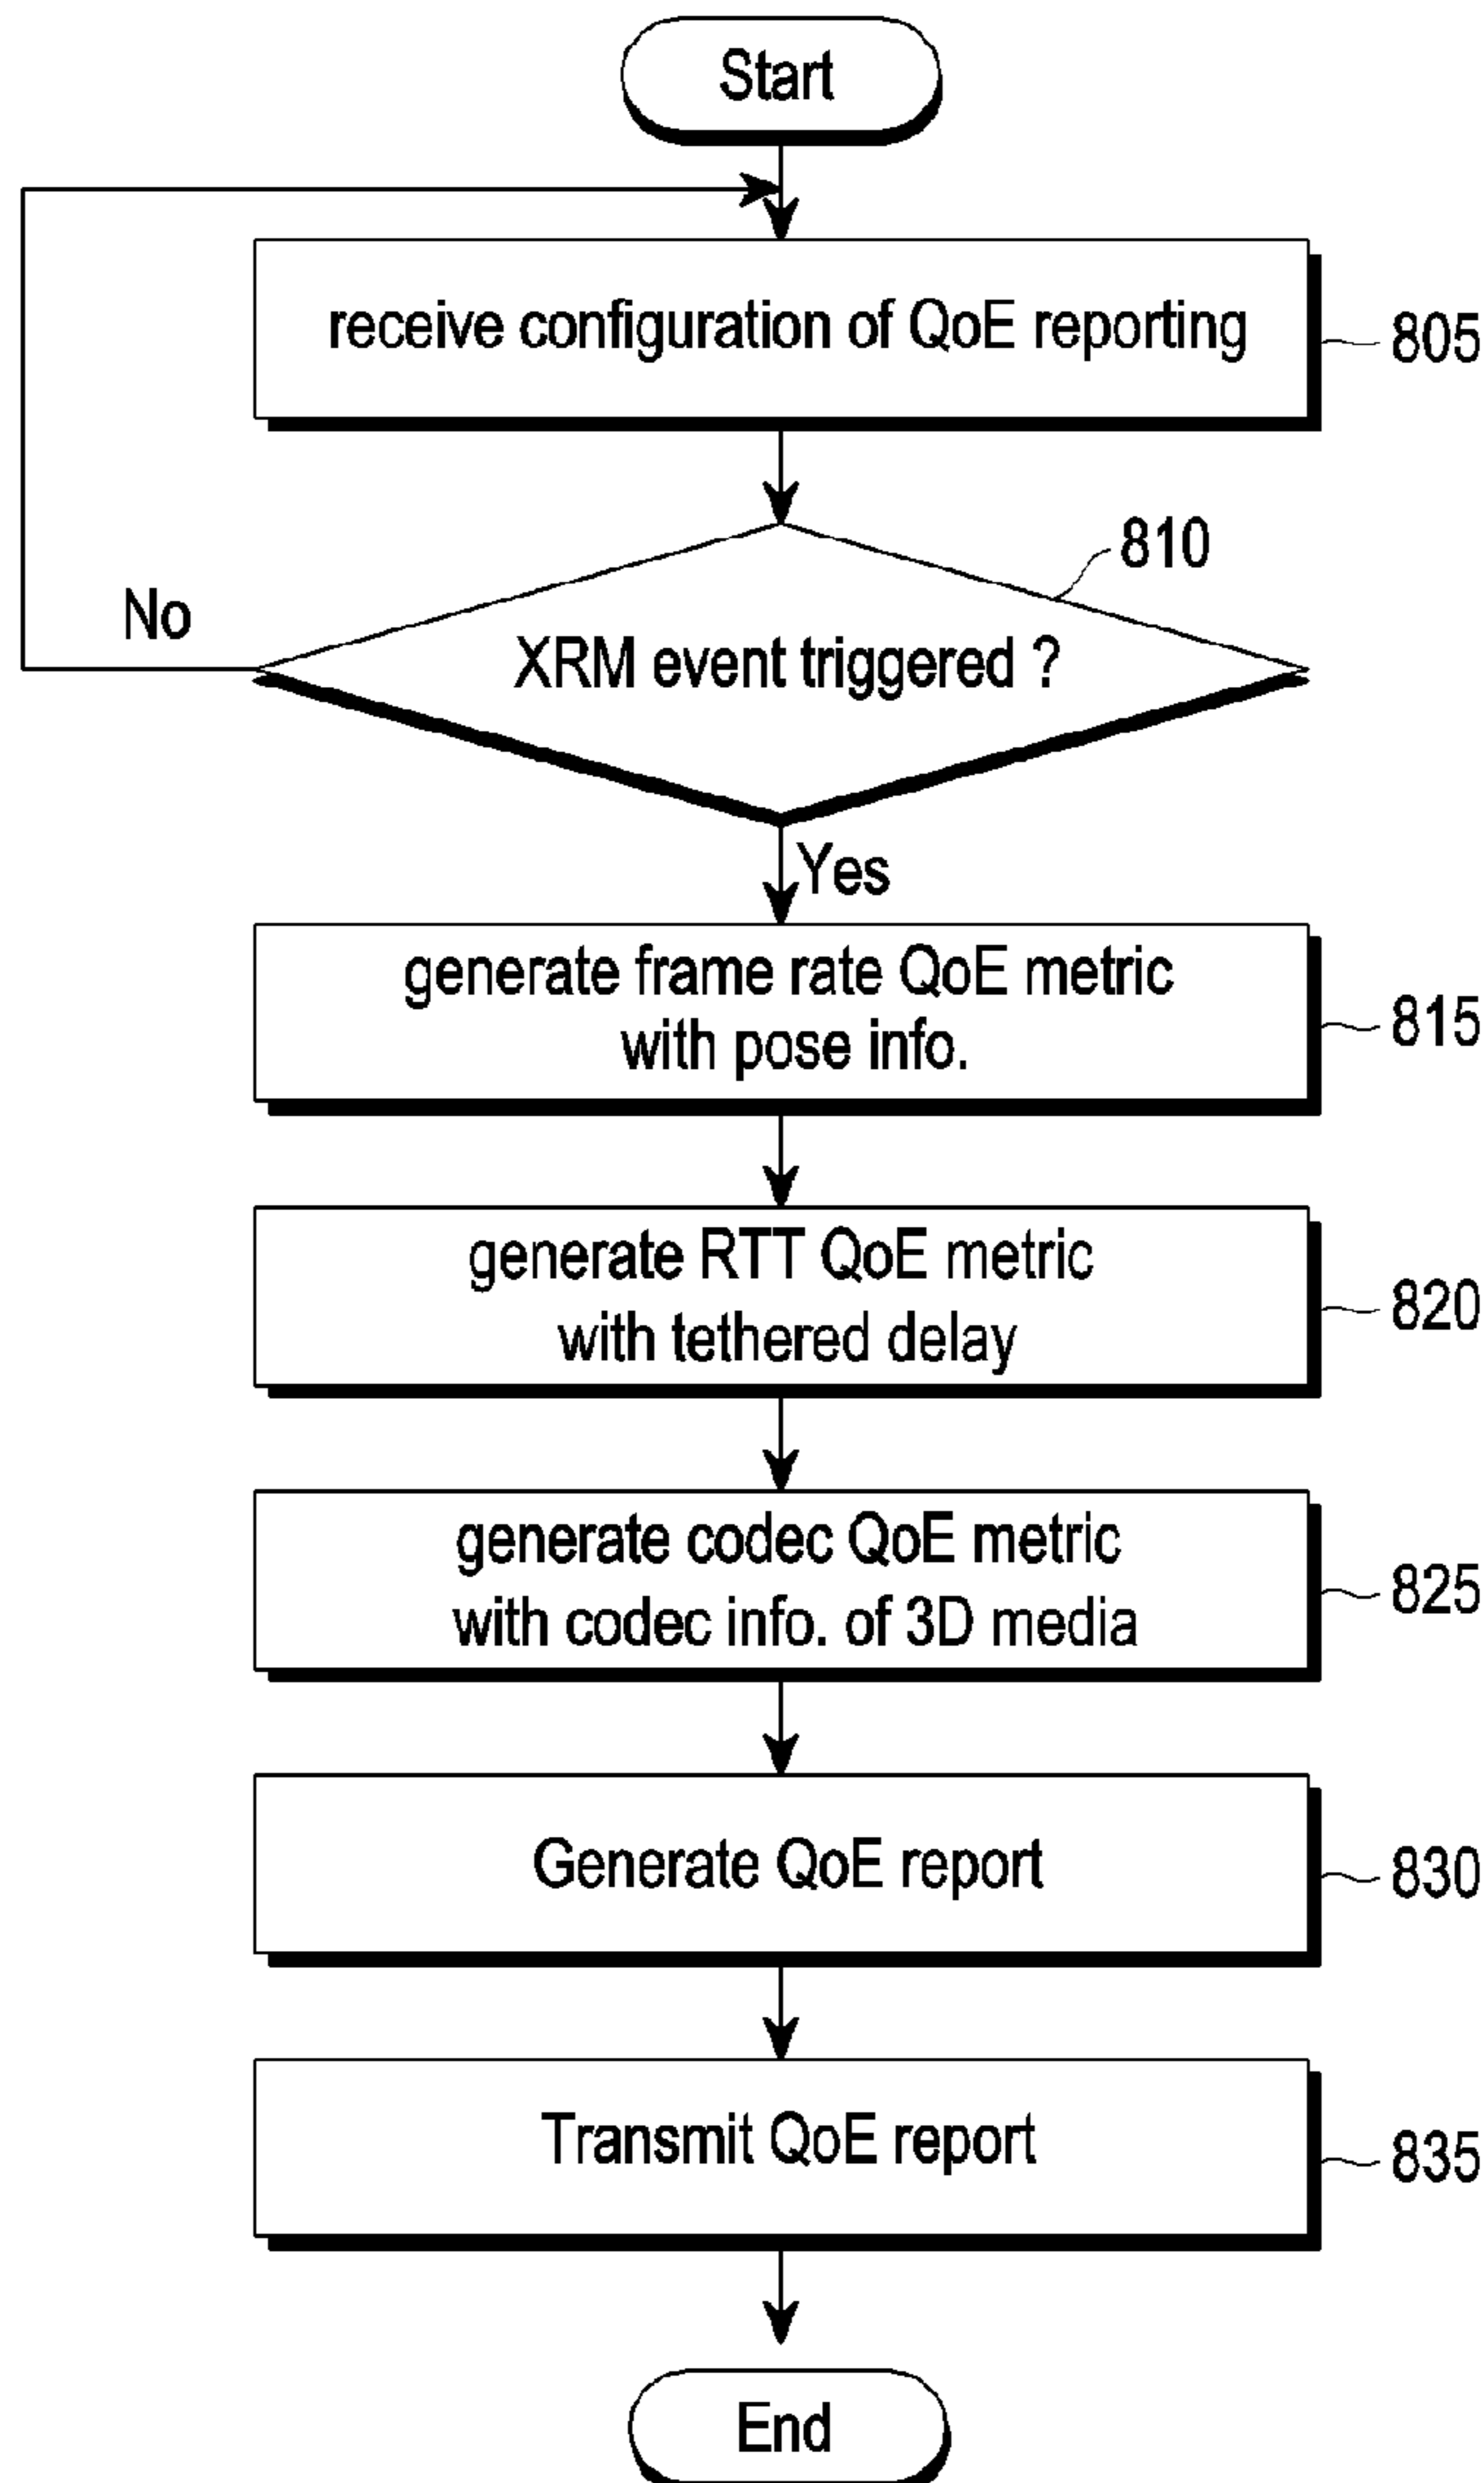 Start
receive configuration of QoE reporting
805
810
No
XRM event triggered ?
Yes
generate frame rate QoE metric
with pose info.
815
generate RTT QoE metric
with tethered delay
820
generate codec QoE metric
with codec info. of 3D media
825
Generate QoE report
830
Transmit QoE report
835
End